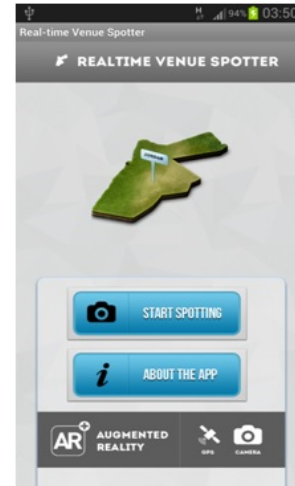 H 94% 03:50
Real-time Venue Spotter
REALTIME VENUE SPOTTER
JORDAN
START SPOTTING
i ABOUT THE APP
AR+ AUGMENTED
REALITY
GPS CAMERA